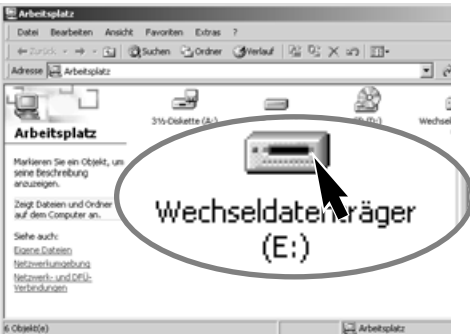 Arbeitsplatz
Datei Bearbeiten Ansicht Favoriten Extras ?
Zurück Suchen Ordner Verlauf
Adresse Arbeitsplatz
Arbeitsplatz
3½-Diskette (A:)
(D:)
Wechsel
Markieren Sie ein Objekt, um
seine Beschreibung
anzuzeigen.
Zeigt Dateien und Ordner
auf dem Computer an.
Siehe auch:
Eigene Dateien
Netzwerkumgebung
Netzwerk- und DFÜ-
Verbindungen
Wechseldatenträger
(E:)
6 Objekt(e)
Arbeitsplatz